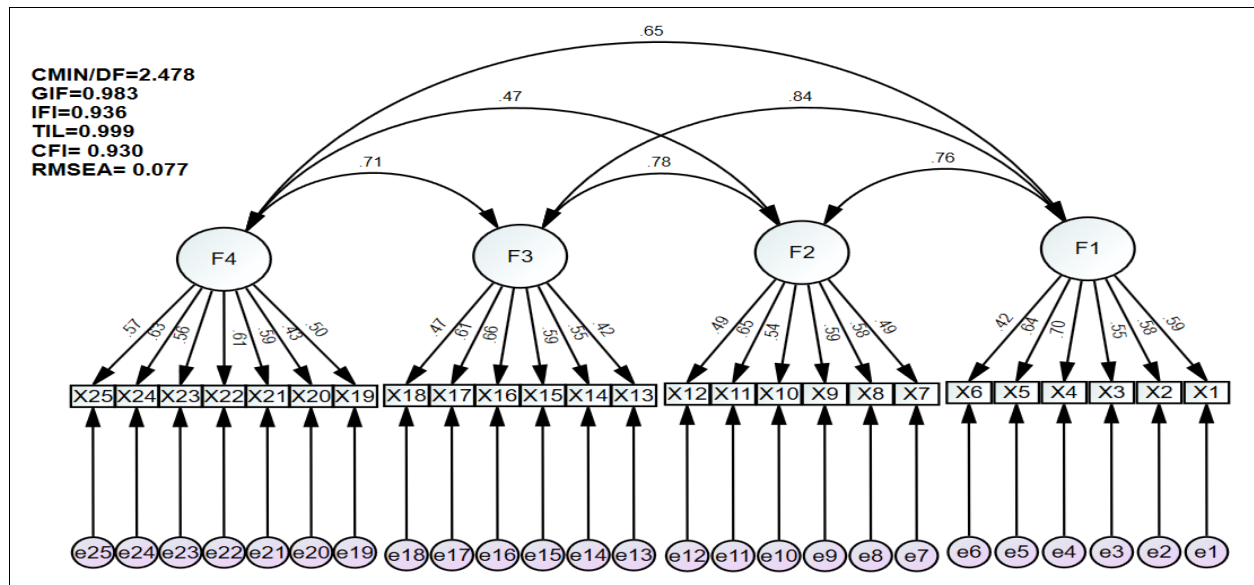 .65
CMIN/DF=2.478
GIF=0.983
IFI=0.936
TIL=0.999
CFI= 0.930
RMSEA= 0.077
.47 .84
.71 .78 .76
F4 F3 F2 F1
.57 .63 .56 .61 .59 .43 .50 .47 .61 .66 .59 .55 .42 .49 .65 .54 .59 .58 .49 .42 .64 .70 .55 .58 .59
X25 X24 X23 X22 X21 X20 X19 X18 X17 X16 X15 X14 X13 X12 X11 X10 X9 X8 X7 X6 X5 X4 X3 X2 X1
e25 e24 e23 e22 e21 e20 e19 e18 e17 e16 e15 e14 e13 e12 e11 e10 e9 e8 e7 e6 e5 e4 e3 e2 e1